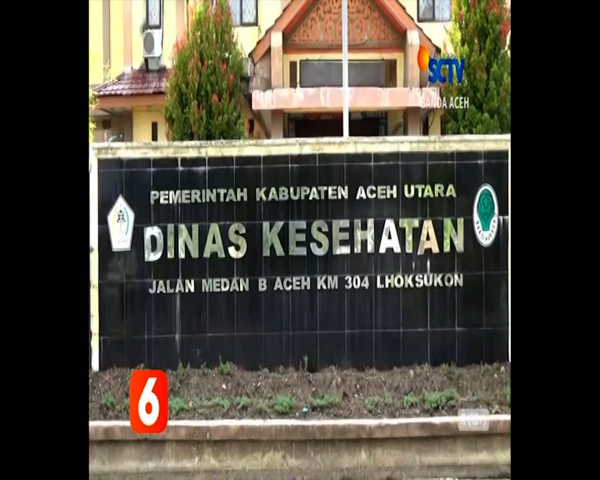 SCTV
BANDA ACEH
PEMERINTAH KABUPATEN ACEH UTARA
DINAS KESEHATAN
JALAN MEDAN B ACEH KM 304 LHOKSUKON
6